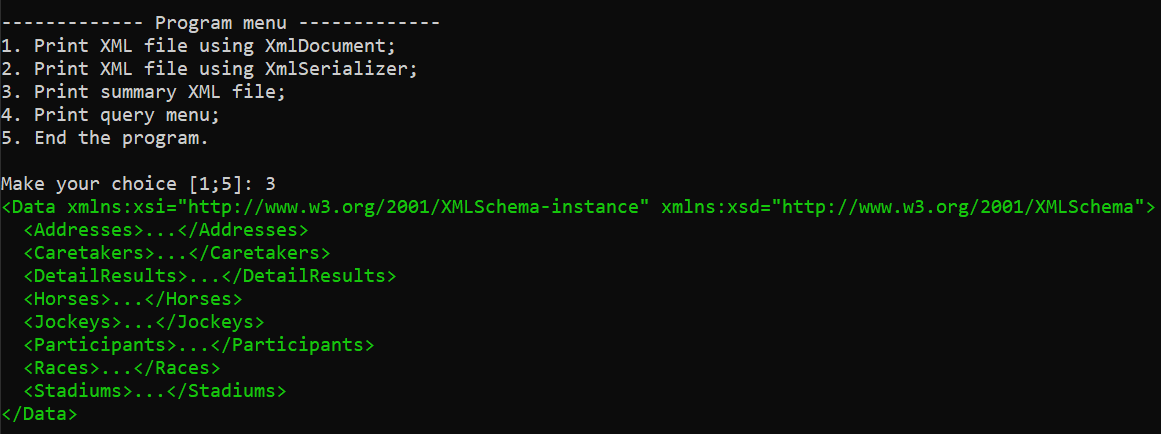 ------------- Program menu -------------
1. Print XML file using XmlDocument;
2. Print XML file using XmlSerializer;
3. Print summary XML file;
4. Print query menu;
5. End the program.
Make your choice [1;5]: 3
<Data xmlns:xsi="http://www.w3.org/2001/XMLSchema-instance" xmlns:xsd="http://www.w3.org/2001/XMLSchema">
  <Addresses>...</Addresses>
  <Caretakers>...</Caretakers>
  <DetailResults>...</DetailResults>
  <Horses>...</Horses>
  <Jockeys>...</Jockeys>
  <Participants>...</Participants>
  <Races>...</Races>
  <Stadiums>...</Stadiums>
</Data>